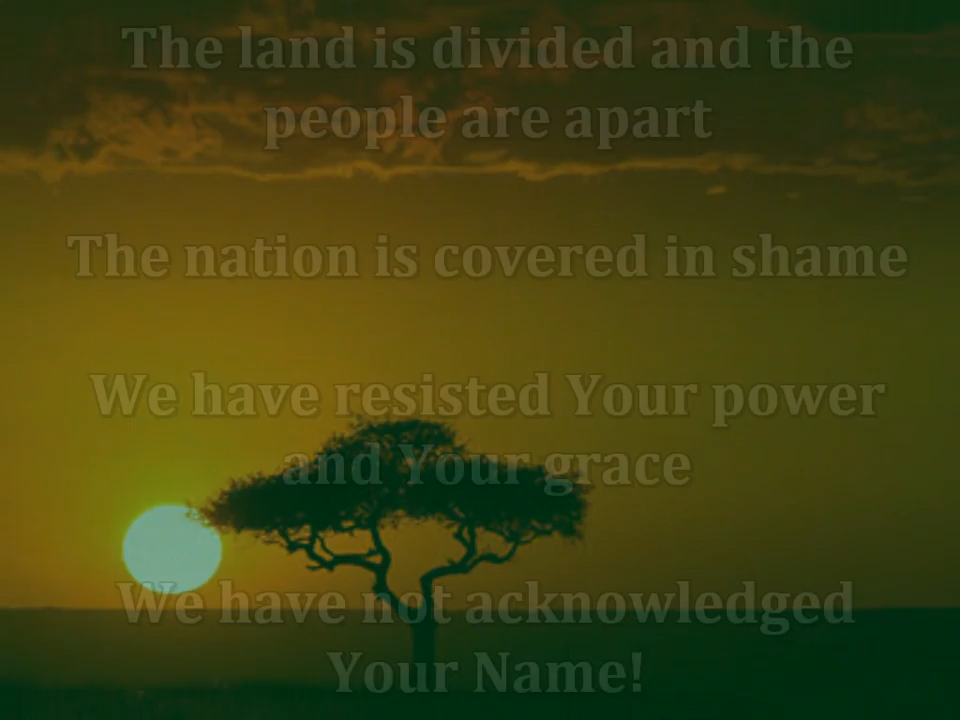 The land is divided and the
people are apart
The nation is covered in shame
We have resisted Your power
and Your grace
We have not acknowledged
Your Name!